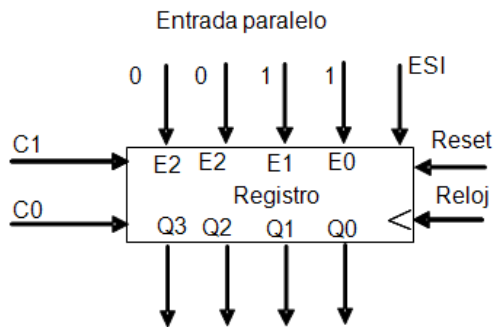 Entrada paralelo
0 0 1 1 ESI
C1 E2 E2 E1 E0 Reset
Registro
C0 Q3 Q2 Q1 Q0 Reloj